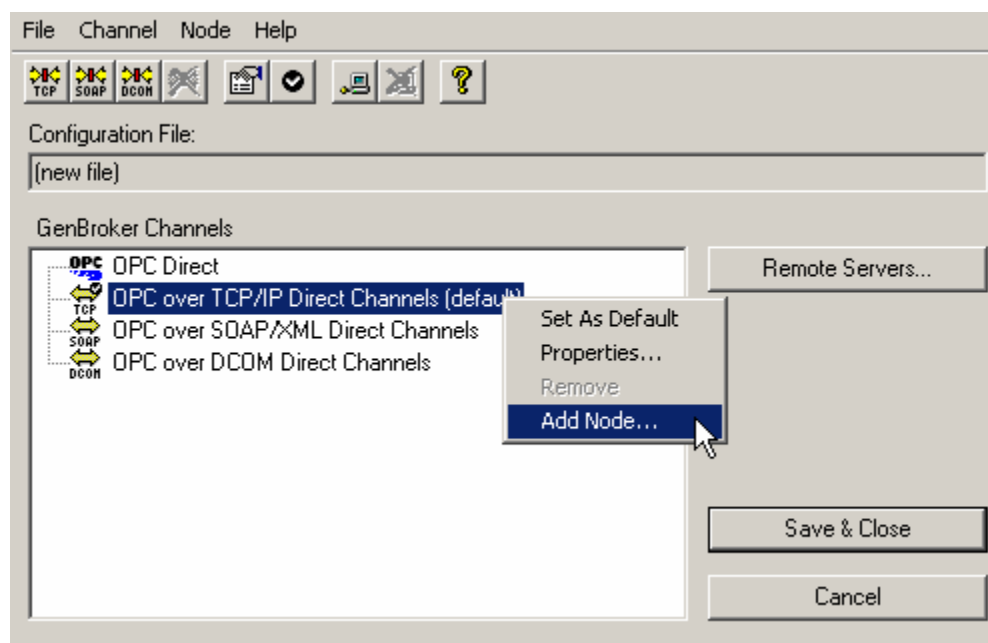 File Channel Node Help
TCP SOAP DCOM
Configuration File:
(new file)
GenBroker Channels
OPC OPC Direct
TCP OPC over TCP/IP Direct Channels (default)
SOAP OPC over SOAP/XML Direct Channels
DCOM OPC over DCOM Direct Channels
Set As Default
Properties...
Remove
Add Node...
Remote Servers...
Save & Close
Cancel